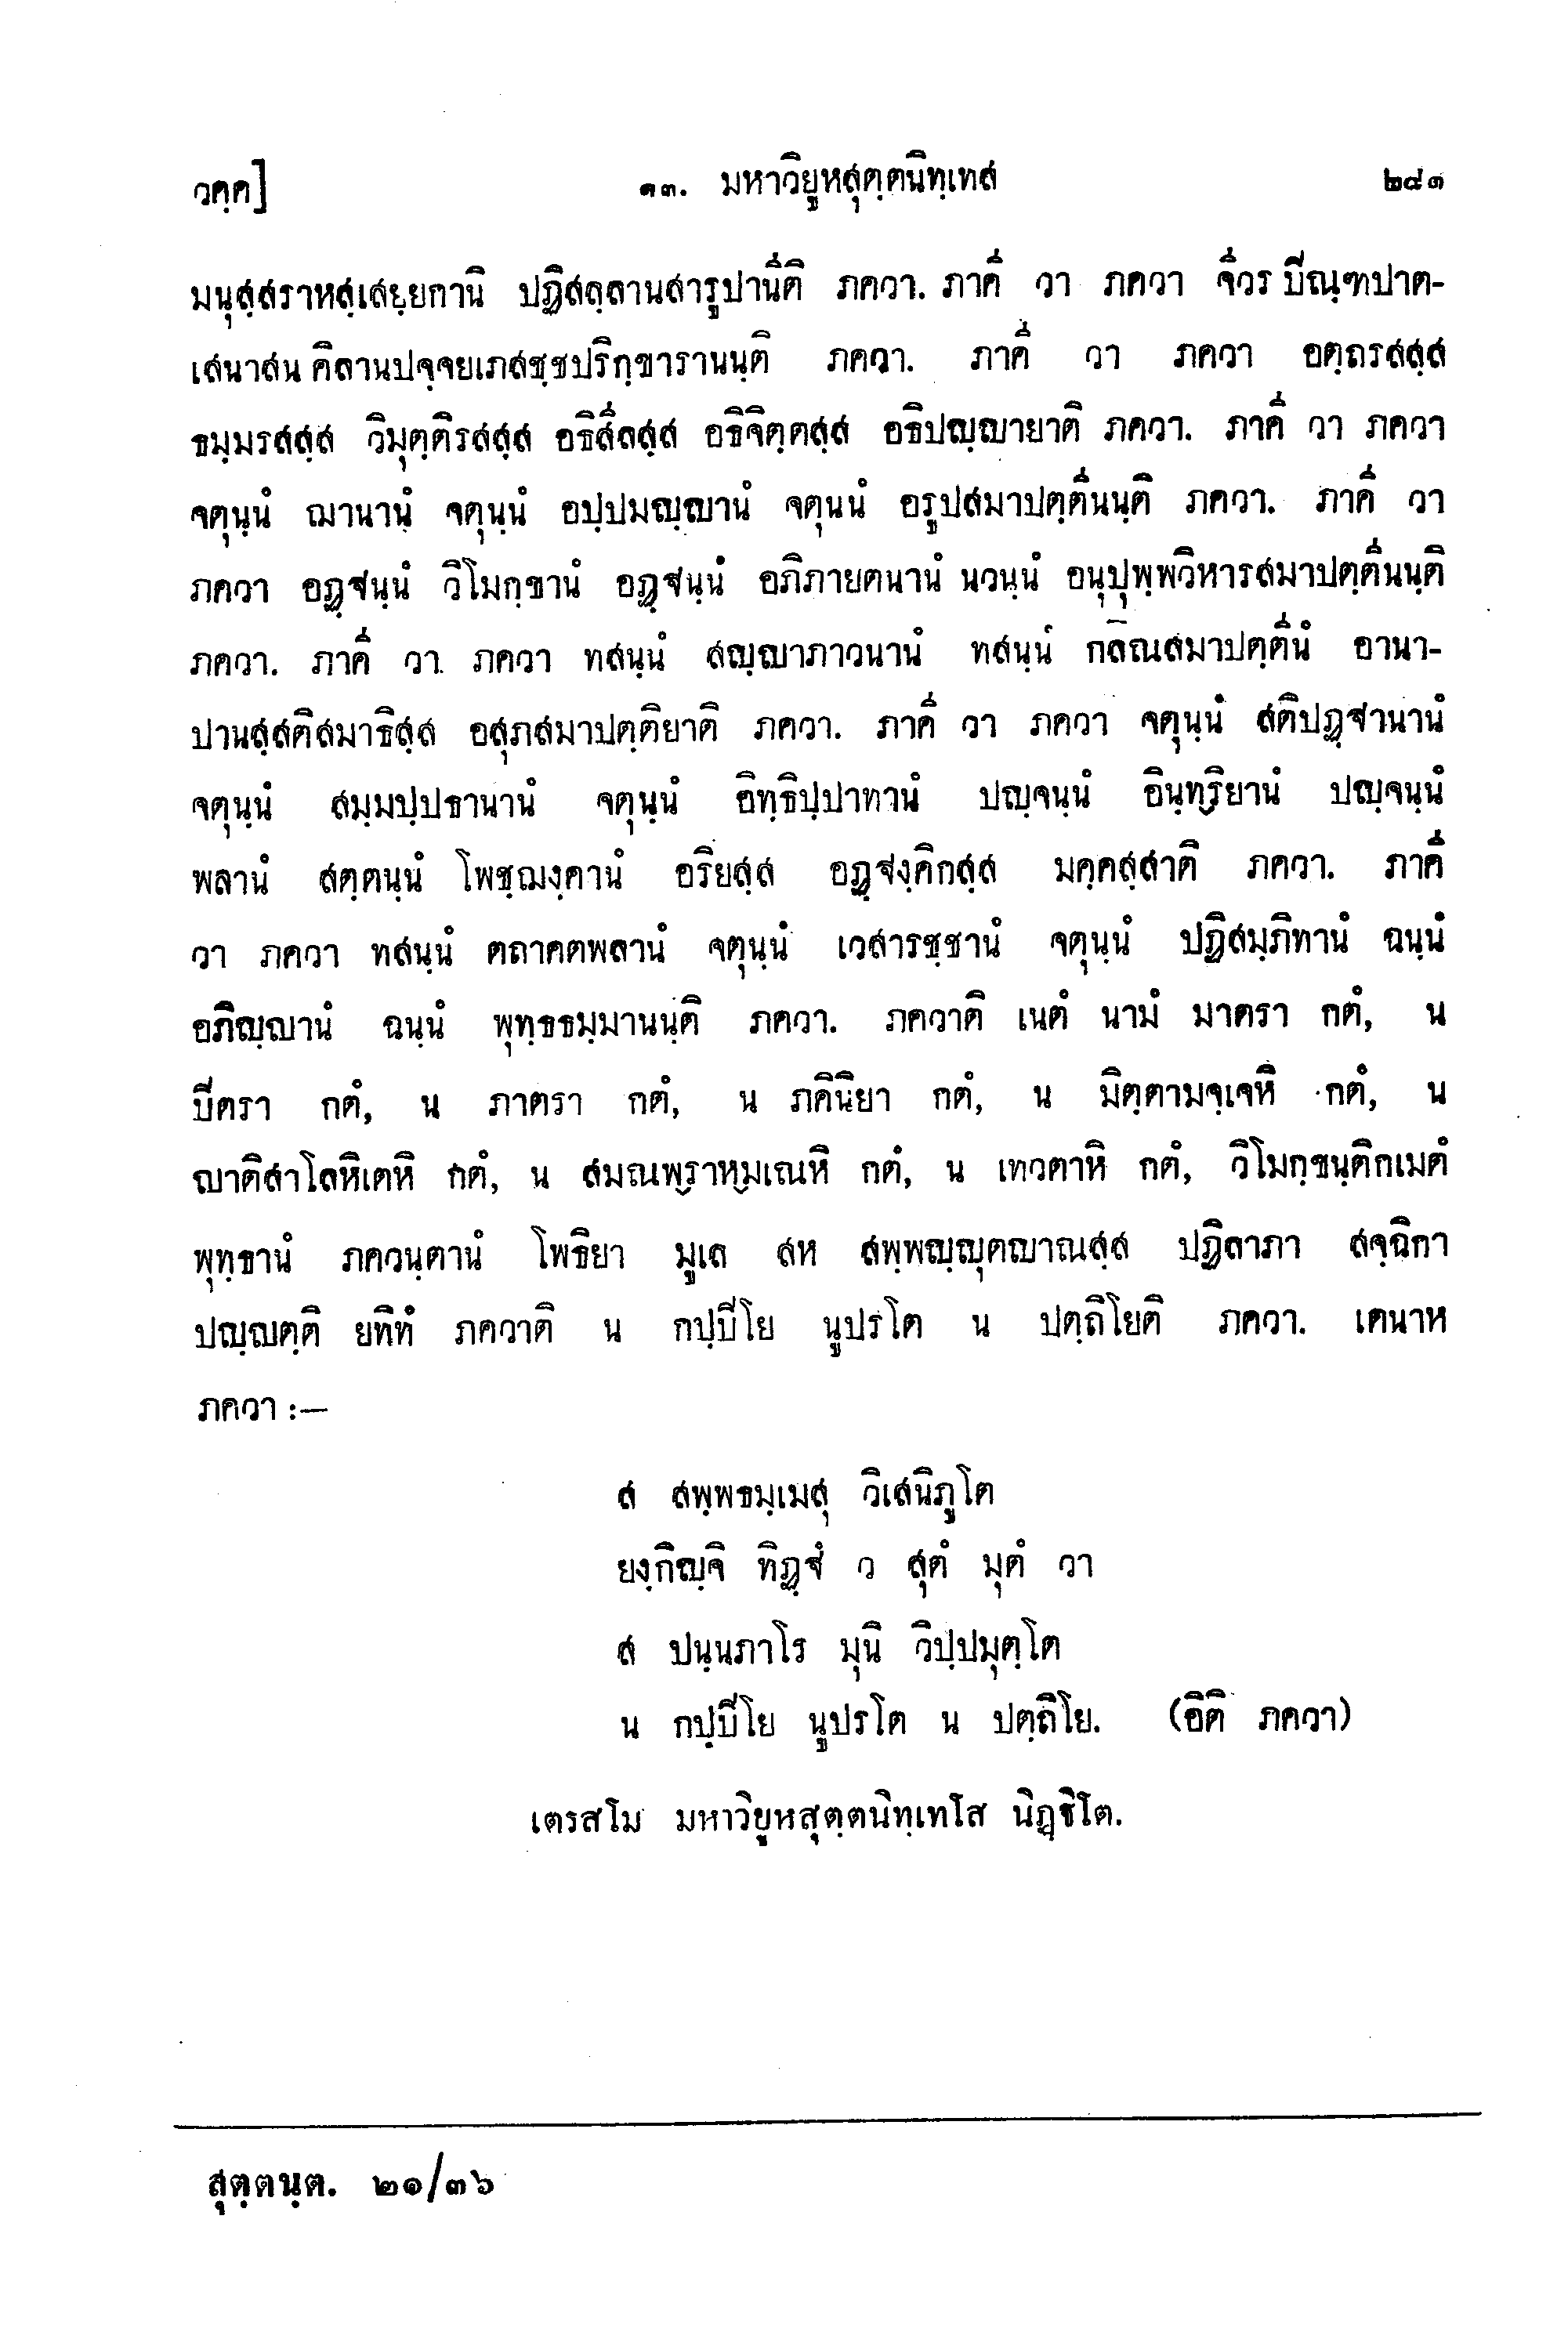 วคฺค]	๑๓. มหาวิยูหสุตฺตนิทฺเทส	๒๘๑
มนุสฺสราหสฺเสยฺยกานิ ปฏิสลฺลานสารูปานีติ ภควา. ภาคี วา ภควา จีวร ปิณฺฑปาต-
เสนาสน คิลานปจฺจยเภสชฺชปริกฺขารานนฺติ ภควา. ภาคี วา ภควา อตฺถรสสฺส
ธมฺมรสสฺส วิมุตฺติรสสฺส อธิสีลสฺส อธิจิตฺตสฺส อธิปญฺญายาติ ภควา. ภาคี วา ภควา
จตุนฺนํ ฌานานํ จตุนฺนํ อปฺปมญฺญานํ จตุนนํ อรูปสมาปตฺตีนนฺติ ภควา. ภาคี วา
ภควา อฏฺฐนฺนํ วิโมกฺขานํ อฏฺฐนฺนํ อภิภายตนานํ นวนฺนํ อนุปุพฺพวิหารสมาปตฺตีนนฺติ
ภควา. ภาคี วา ภควา ทสนฺนํ สญฺญาภาวนานํ ทสนฺนํ กสิณสมาปตฺตีนํ อานา-
ปานสฺสติสมาธิสฺส อสุภสมาปตฺติยาติ ภควา. ภาคี วา ภควา จตุนฺนํ สติปฏฺฐานานํ
จตุนฺนํ สมฺมปฺปธานานํ จตุนฺนํ อิทฺธิปฺปาทานํ ปญฺจนฺนํ อินฺทฺริยานํ ปญฺจนฺนํ
พลานํ สตฺตนฺนํ โพชฺฌงฺคานํ อริยสฺส อฏฺฐงฺคิกสฺส มคฺคสฺสาติ ภควา. ภาคี
วา ภควา ทสนฺนํ ตถาคตพลานํ จตุนฺนํ เวสารชฺชานํ จตุนฺนํ ปฏิสมฺภิทานํ ฉนฺนํ
อภิญฺญานํ ฉนฺนํ พุทฺธธมฺมานนฺติ ภควา. ภควาติ เนตํ นามํ มาตรา กตํ, น
ปิตรา กตํ, น ภาตรา กตํ, น ภคินิยา กตํ, น มิตฺตามจฺเจหิ กตํ, น
ญาติสาโลหิเตหิ กตํ, น สมณพฺราหฺมเณหิ กตํ, น เทวตาหิ กตํ, วิโมกฺขนฺติกเมตํ
พุทฺธานํ ภควนฺตานํ โพธิยา มูเล สห สพฺพญฺญุตญาณสฺส ปฏิลาภา สจฺฉิกา
ปญฺญตฺติ ยทิทํ ภควาติ น กปฺปิโย นูปรโต น ปตฺถิโยติ ภควา. เตนาห
ภควา :—
ส สพฺพธมฺเมสุ วิเสนิภูโต
ยงฺกิญฺจิ ทิฏฺฐํ ว สุตํ มุตํ วา
ส ปนฺนภาโร มุนิ วิปฺปมุตฺโต
น กปฺปิโย นูปรโต น ปตฺถิโย. (อิติ ภควา)
เตรสโม มหาวิยูหสุตฺตนิทฺเทโส นิฏฺฐิโต.
สุตฺตนฺต. ๒๑/๓๖